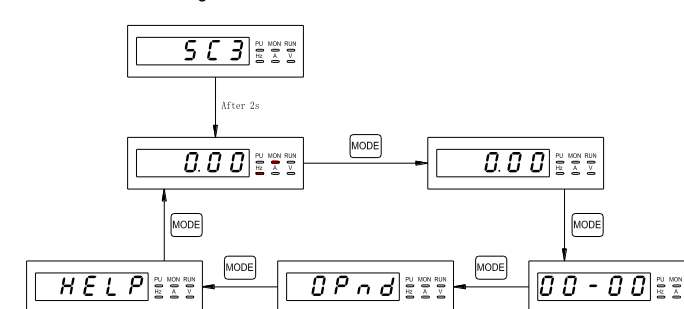 SC3 PU MON RUN
Hz A V
After 2s
0.00 PU MON RUN
Hz A V
MODE
0.00 PU MON RUN
Hz A V
MODE
MODE
HELP PU MON RUN
Hz A V
MODE
OPnd PU MON RUN
Hz A V
MODE
00-00 PU MON
Hz A V